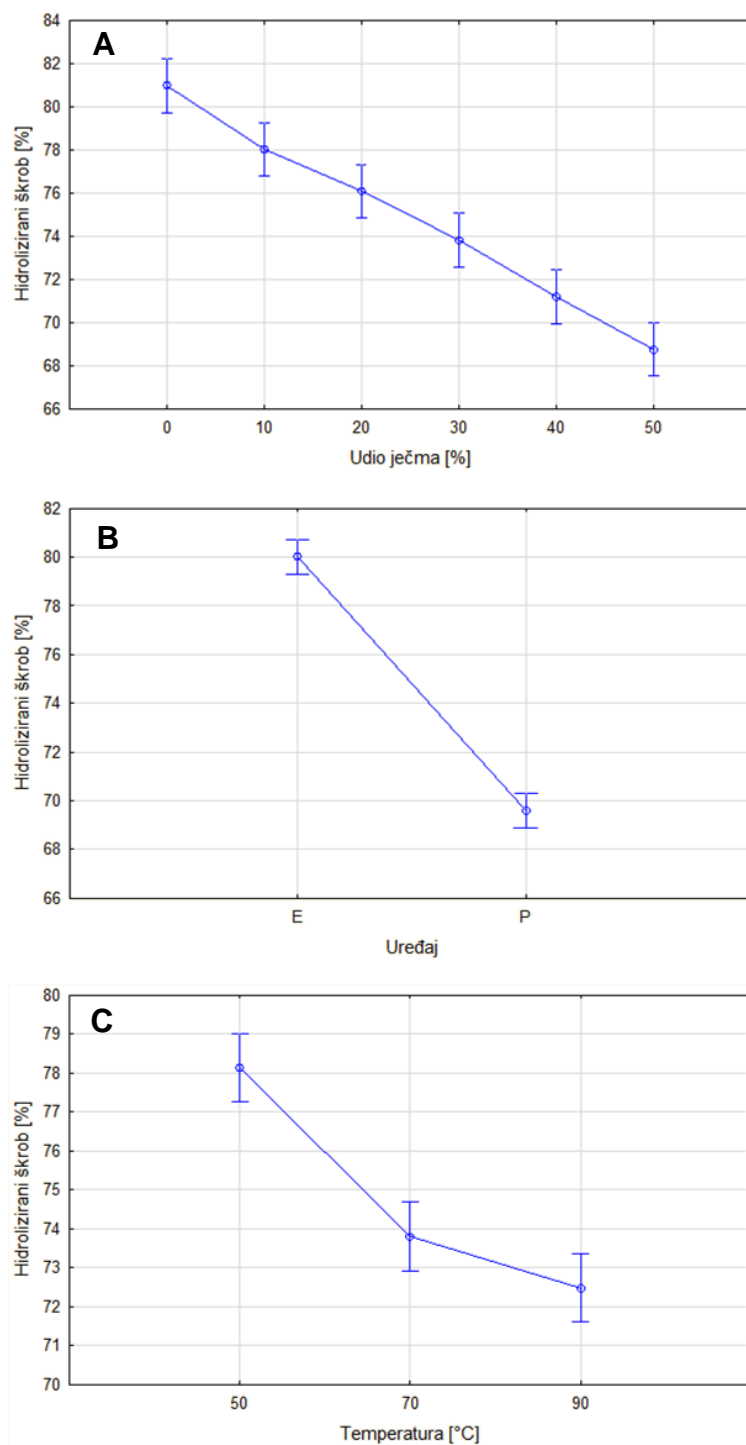 A
Hidrolizirani škrob [%]
84
82
80
78
76
74
72
70
68
66
0 10 20 30 40 50
Udio ječma [%]
B
Hidrolizirani škrob [%]
82
80
78
76
74
72
70
68
66
E P
Uređaj
C
Hidrolizirani škrob [%]
80
79
78
77
76
75
74
73
72
71
70
50 70 90
Temperatura [°C]